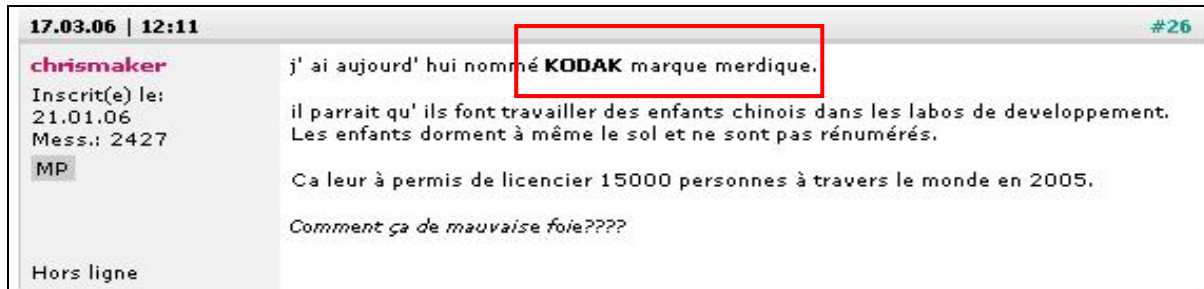 17.03.06 | 12:11 #26
chrismaker
Inscrit(e) le:
21.01.06
Mess.: 2427
MP
Hors ligne
j' ai aujourd' hui nommé KODAK marque merdique.
il parrait qu' ils font travailler des enfants chinois dans les labos de developpement.
Les enfants dorment à même le sol et ne sont pas rénumérés.
Ca leur à permis de licencier 15000 personnes à travers le monde en 2005.
Comment ça de mauvaise foie????